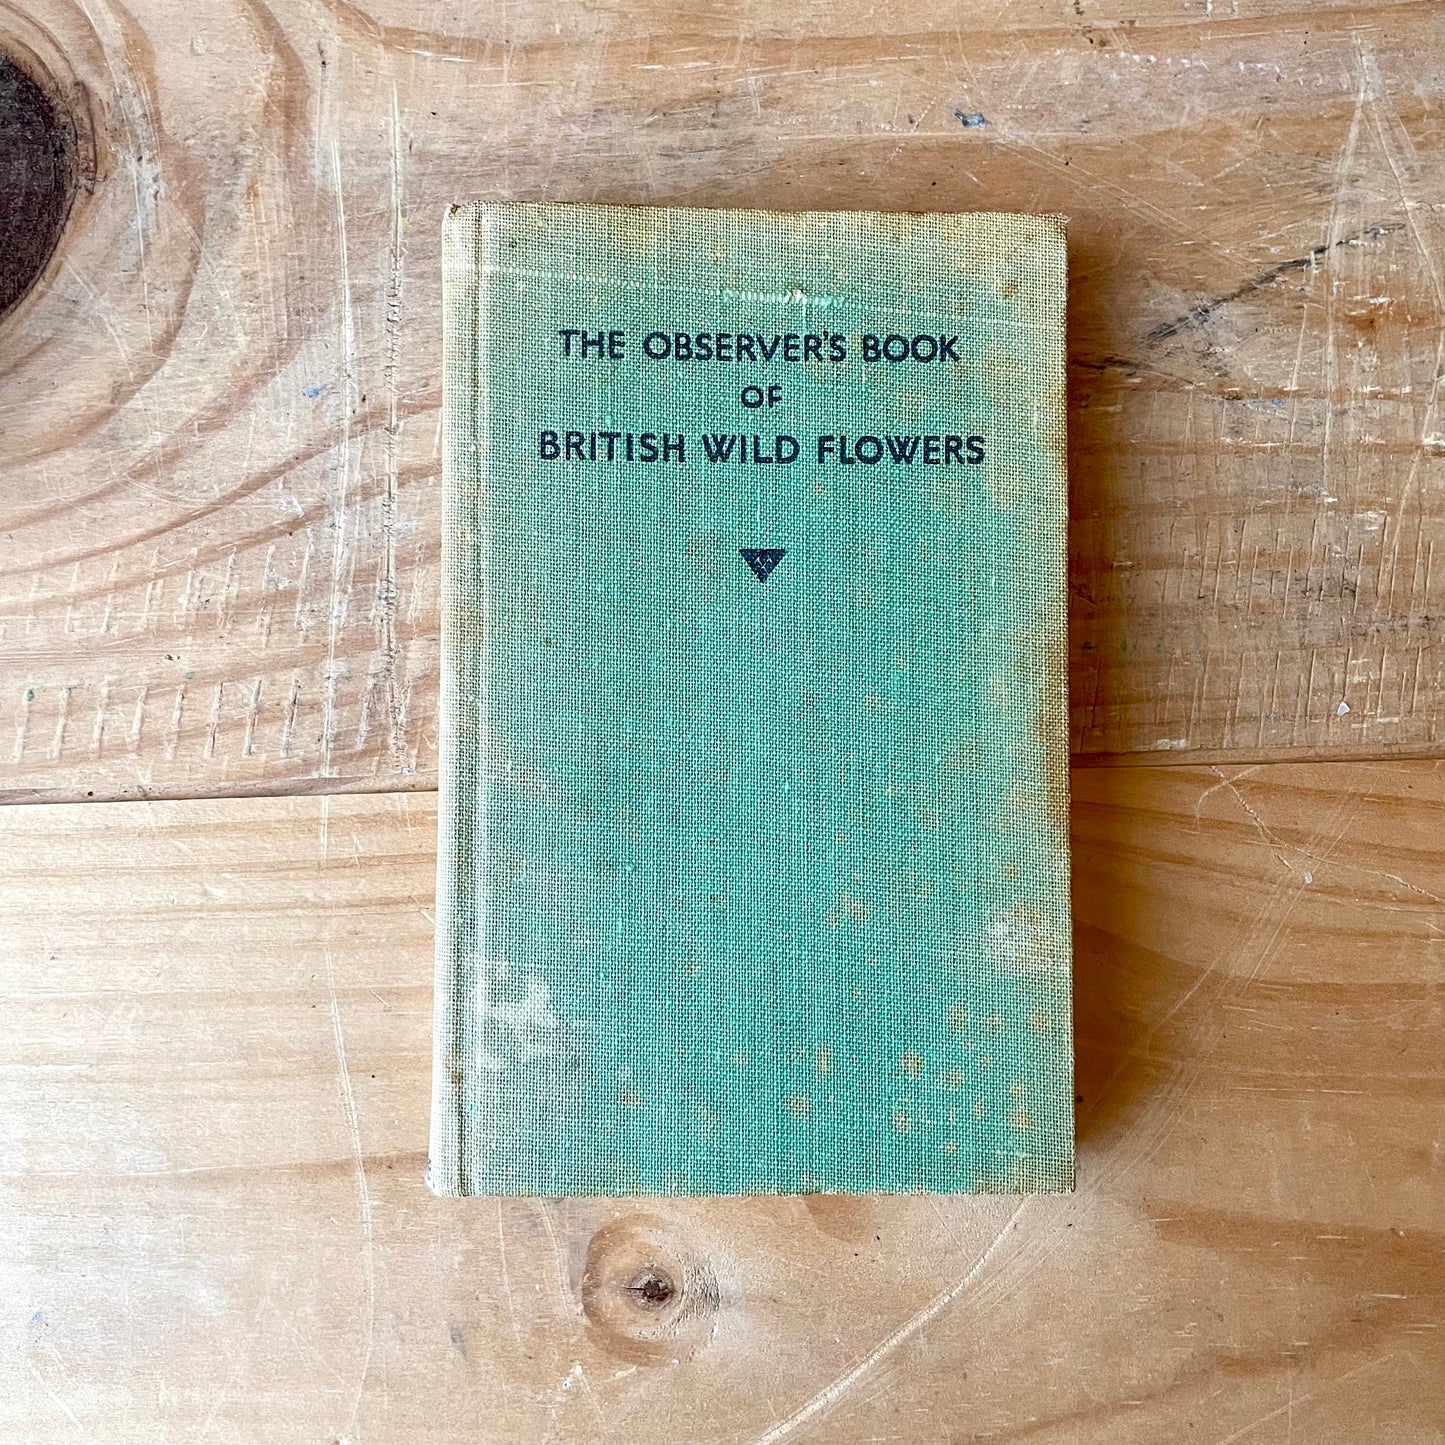 THE OBSERVER'S BOOK
OF
BRITISH WILD FLOWERS